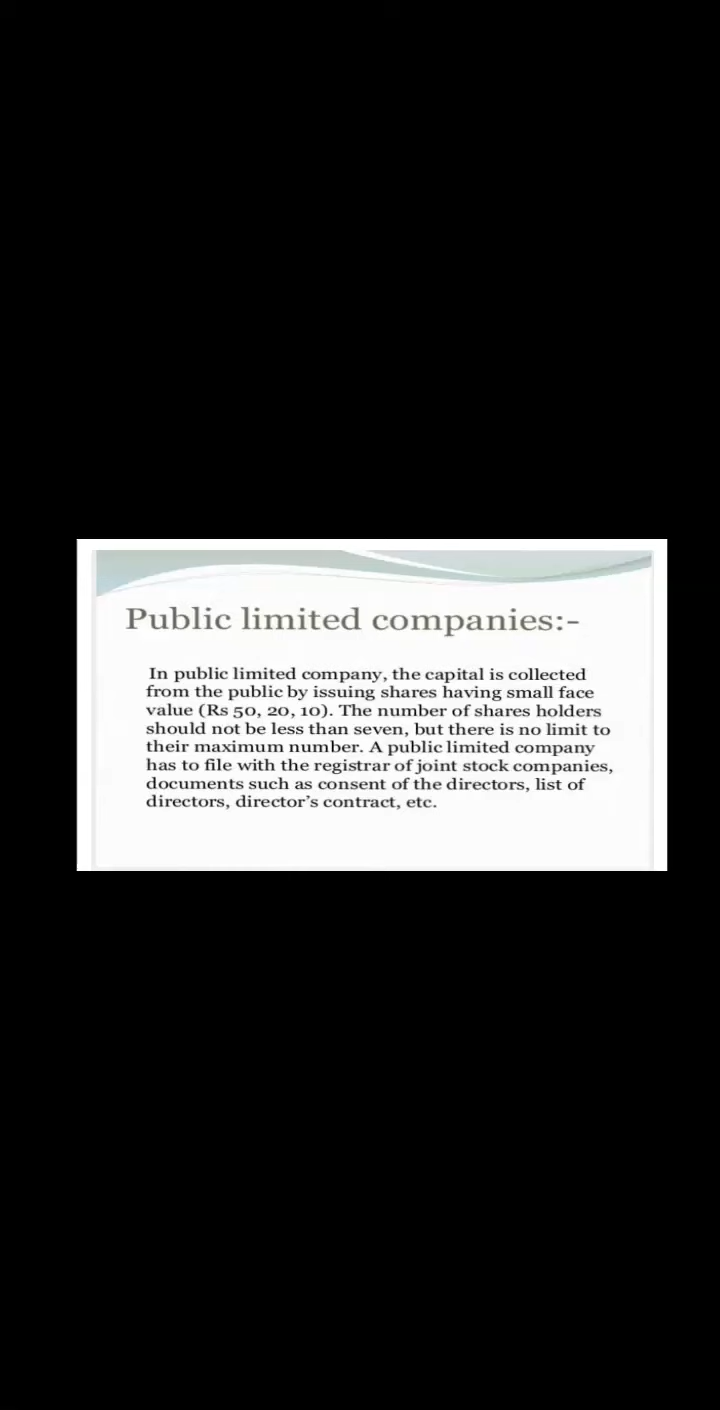 Public limited companies:-
In public limited company, the capital is collected
from the public by issuing shares having small face
value (Rs 50, 20, 10). The number of shares holders
should not be less than seven, but there is no limit to
their maximum number. A public limited company
has to file with the registrar of joint stock companies,
documents such as consent of the directors, list of
directors, director's contract, etc.